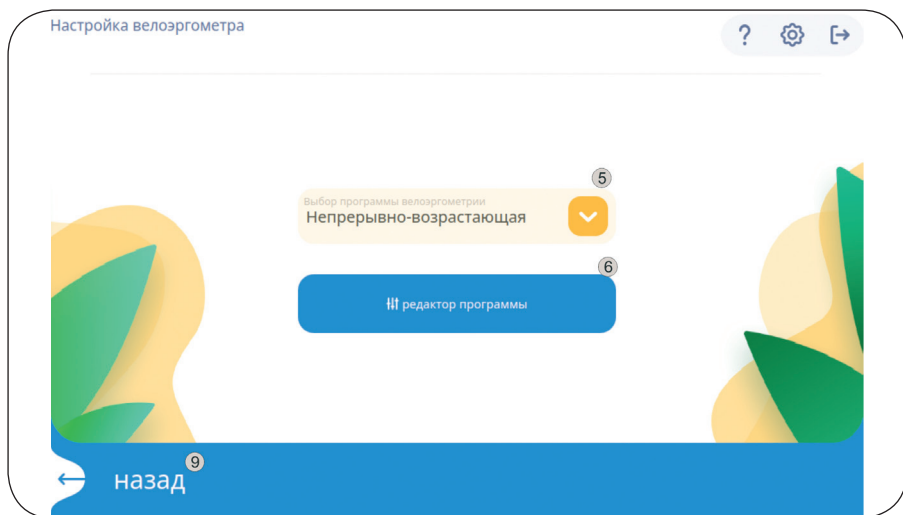 Настройка велоэргометра
?
5
Выбор программы велоэргометрии
Непрерывно-возрастающая
6
редактор программы
9
назад